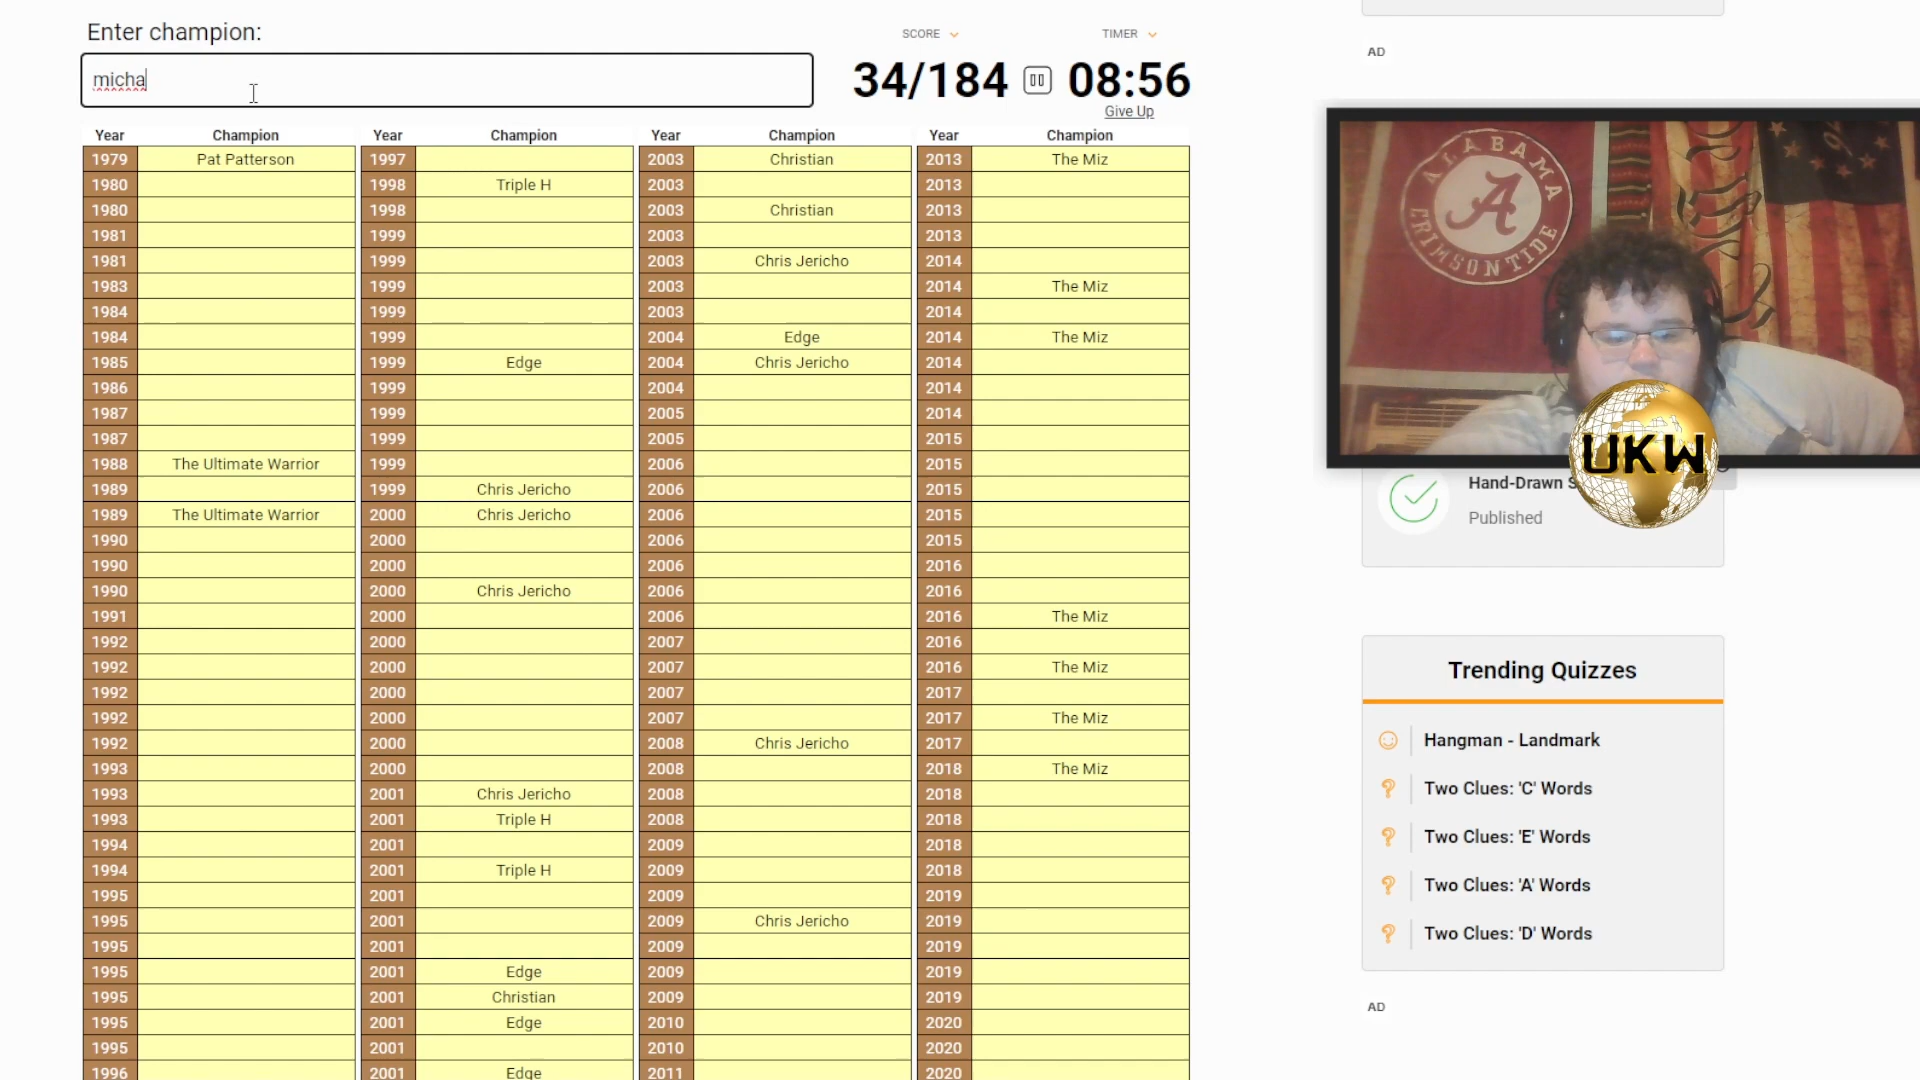 Enter champion:
micha
SCORE
34/184
TIMER
08:56
Give Up
Year Champion
1979 Pat Patterson
1980
1980
1981
1981
1983
1984
1984
1985
1986
1987
1987
1988 The Ultimate Warrior
1989
1989 The Ultimate Warrior
1990
1990
1990
1991
1992
1992
1992
1992
1992
1993
1993
1993
1994
1994
1995
1995
1995
1995
1995
1995
1995
1996
Year Champion
1997
1998 Triple H
1998
1999
1999
1999
1999
1999
1999 Edge
1999
1999
1999
1999
1999 Chris Jericho
2000 Chris Jericho
2000
2000
2000 Chris Jericho
2000
2000
2000
2000
2000
2000
2000
2001 Chris Jericho
2001 Triple H
2001
2001 Triple H
2001
2001
2001
2001 Edge
2001 Christian
2001 Edge
2001
2001 Edge
Year Champion
2003 Christian
2003
2003 Christian
2003
2003 Chris Jericho
2003
2003
2004 Edge
2004 Chris Jericho
2004
2005
2005
2006
2006
2006
2006
2006
2006
2006
2007
2007
2007
2007
2008 Chris Jericho
2008
2008
2008
2009
2009
2009
2009 Chris Jericho
2009
2009
2009
2010
2010
2011
Year Champion
2013 The Miz
2013
2013
2013
2014
2014 The Miz
2014
2014 The Miz
2014
2014
2014
2015
2015
2015
2015
2015
2016
2016
2016 The Miz
2016
2016 The Miz
2017
2017 The Miz
2017
2018 The Miz
2018
2018
2018
2018
2019
2019
2019
2019
2019
2020
2020
2020
AD
ALABAMA
A
CRIMSON TIDE
UKW
Hand-Drawn
Published
Trending Quizzes
Hangman - Landmark
Two Clues: 'C' Words
Two Clues: 'E' Words
Two Clues: 'A' Words
Two Clues: 'D' Words
AD